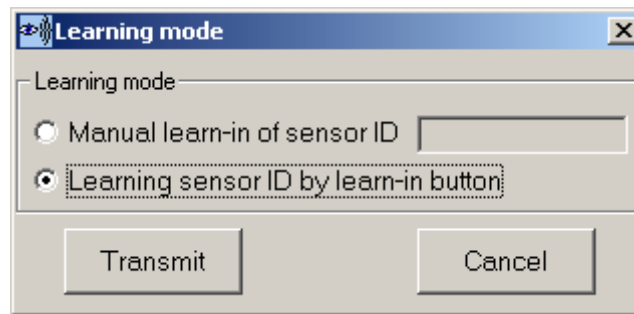 Learning mode
Learning mode
Manual learn-in of sensor ID
Learning sensor ID by learn-in button
Transmit Cancel